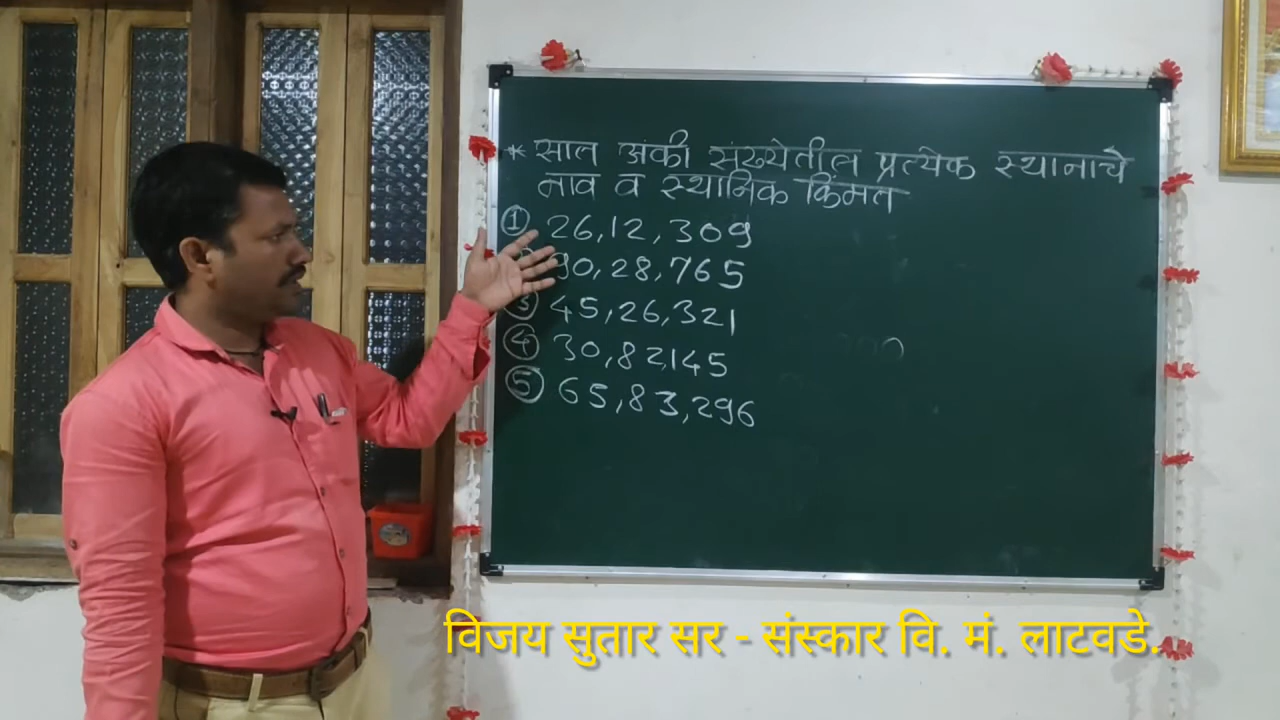 * सात अंकी संख्येतील प्रत्येक स्थानाचे
नाव व स्थानिक किंमत
① 26,12,309
90,28,765
③ 45,26,321
④ 30,82,145
⑤ 65,83,296
विजय सुतार सर - संस्कार वि. मं. लाटवडे.